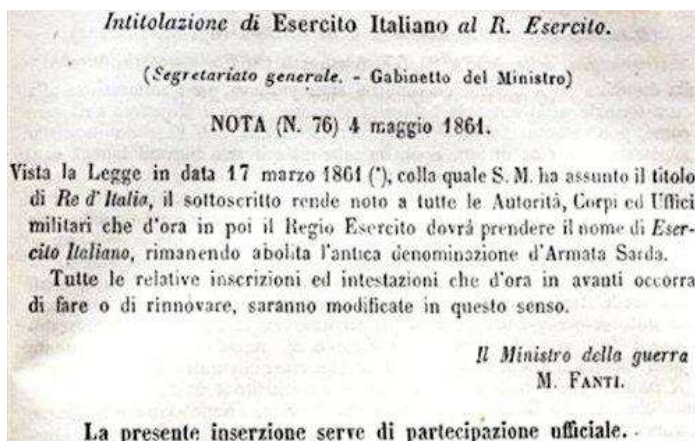 Intitolazione di Esercito Italiano al R. Esercito.
(Segretariato generale. - Gabinetto del Ministro)
NOTA (N. 76) 4 maggio 1861.
Vista la Legge in data 17 marzo 1861 (*), colla quale S. M. ha assunto il titolo
di Re d'Italia, il sottoscritto rende noto a tutte le Autorità, Corpi ed Uffici
militari che d'ora in poi il Regio Esercito dovrà prendere il nome di Eser-
cito Italiano, rimanendo abolita l'antica denominazione d'Armata Sarda.
Tutte le relative inscrizioni ed intestazioni che d'ora in avanti occorra
di fare o di rinnovare, saranno modificate in questo senso.
Il Ministro della guerra
M. FANTI.
La presente inserzione serve di partecipazione ufficiale.